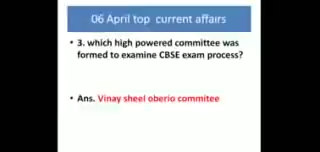 06 April top current affairs
• 3. which high powered committee was
formed to examine CBSE exam process?
• Ans. Vinay sheel oberio commitee